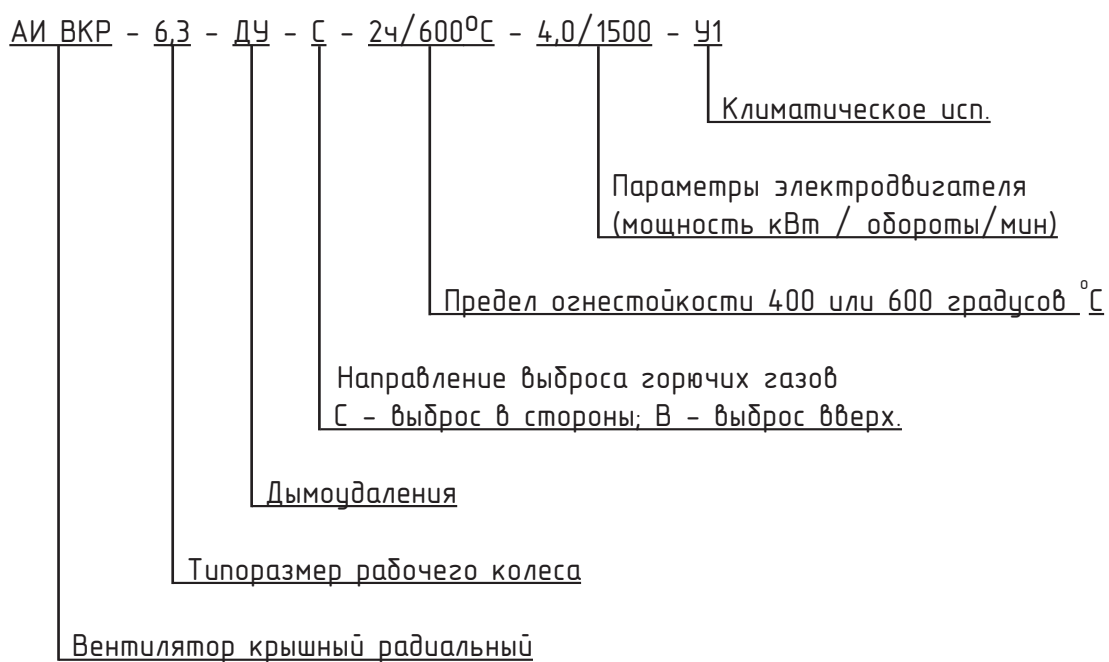 АИ ВКР - 6,3 - ДУ - С - 2ч/600⁰С - 4,0/1500 - У1
Климатическое исп.
Параметры электродвигателя
(мощность кВт / обороты/мин)
Предел огнестойкости 400 или 600 градусов °С
Направление выброса горючих газов
С - выброс в стороны; В - выброс вверх.
Дымоудаления
Типоразмер рабочего колеса
Вентилятор крышный радиальный